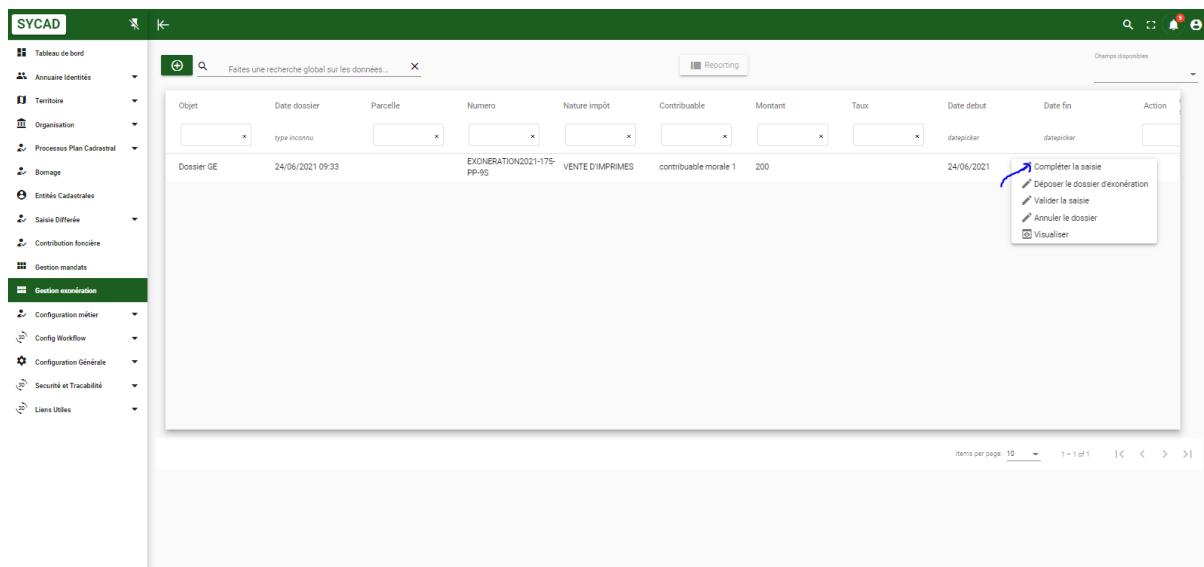 SYCAD
5
Tableau de bord
Annuaire Identités
Territoire
Organisation
Processus Plan Cadrastral
Bornage
Entités Cadastrales
Saisie Differée
Contribution foncière
Gestion mandats
Gestion exonération
Configuration métier
Config Workflow
Configuration Générale
Securité et Tracabilité
Liens Utiles
Faites une recherche global sur les données...
Reporting
Champs disponibles
Objet Date dossier Parcelle Numero Nature impôt Contribuable Montant Taux Date debut Date fin Action
type inconnu datepicker datepicker
Dossier GE 24/06/2021 09:33 EXONERATION2021-175-PP-9S VENTE D'IMPRIMES contribuable morale 1 200 24/06/2021
Compléter la saisie
Déposer le dossier d'exonération
Valider la saisie
Annuler le dossier
Visualiser
Items per page: 10 1 – 1 of 1